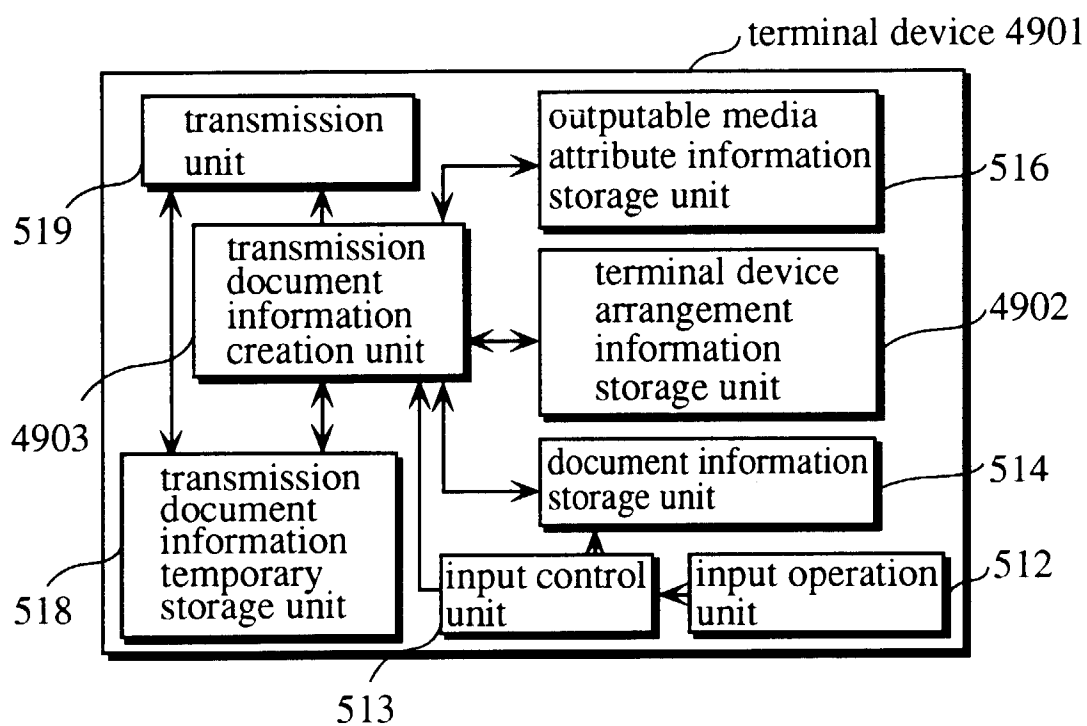 terminal device 4901
transmission
unit
519
outputable media
attribute information
storage unit
516
transmission
document
information
creation unit
4903
terminal device
arrangement
information
storage unit
4902
document information
storage unit
514
transmission
document
information
temporary
storage unit
518
input control
unit
513
input operation
unit
512